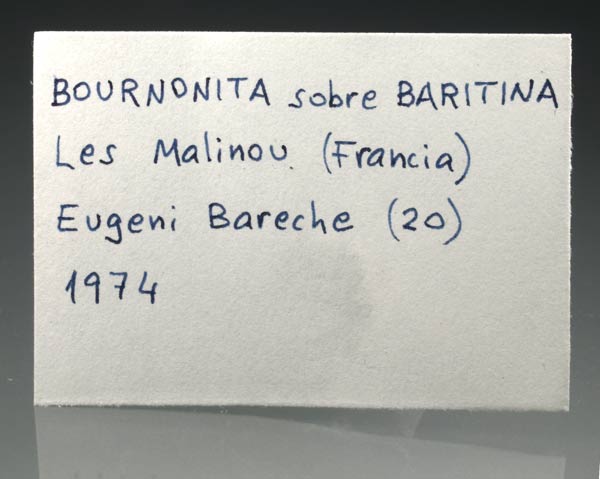 BOURNONITA sobre BARITINA
Les Malinou (Francia)
Eugeni Bareche (20)
1974